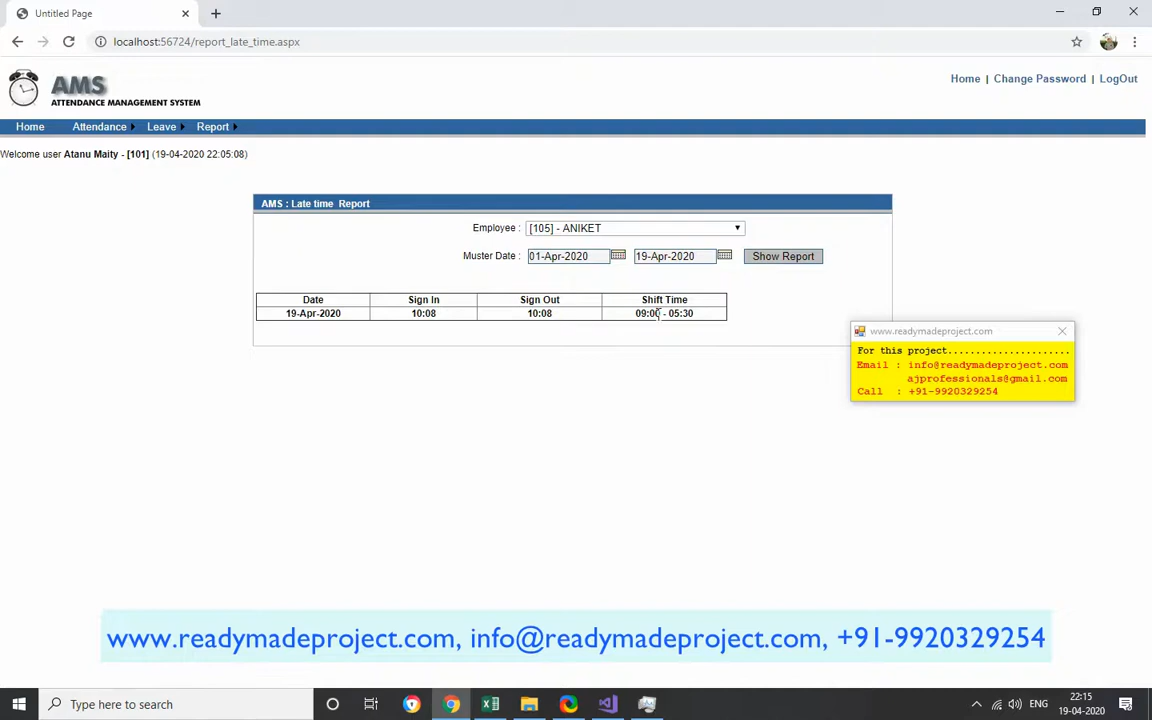 Untitled Page
localhost:56724/report_late_time.aspx
AMS
ATTENDANCE MANAGEMENT SYSTEM
Home | Change Password | LogOut
Home Attendance Leave Report
Welcome user Atanu Maity - [101] (19-04-2020 22:05:08)
AMS : Late time Report
Employee : [105] - ANIKET
Muster Date : 01-Apr-2020 19-Apr-2020 Show Report
Date Sign In Sign Out Shift Time
19-Apr-2020 10:08 10:08 09:00 - 05:30
www.readymadeproject.com
For this project......................
Email : info@readymadeproject.com
ajprofessionals@gmail.com
Call : +91-9920329254
www.readymadeproject.com, info@readymadeproject.com, +91-9920329254
Type here to search
ENG
22:15
19-04-2020